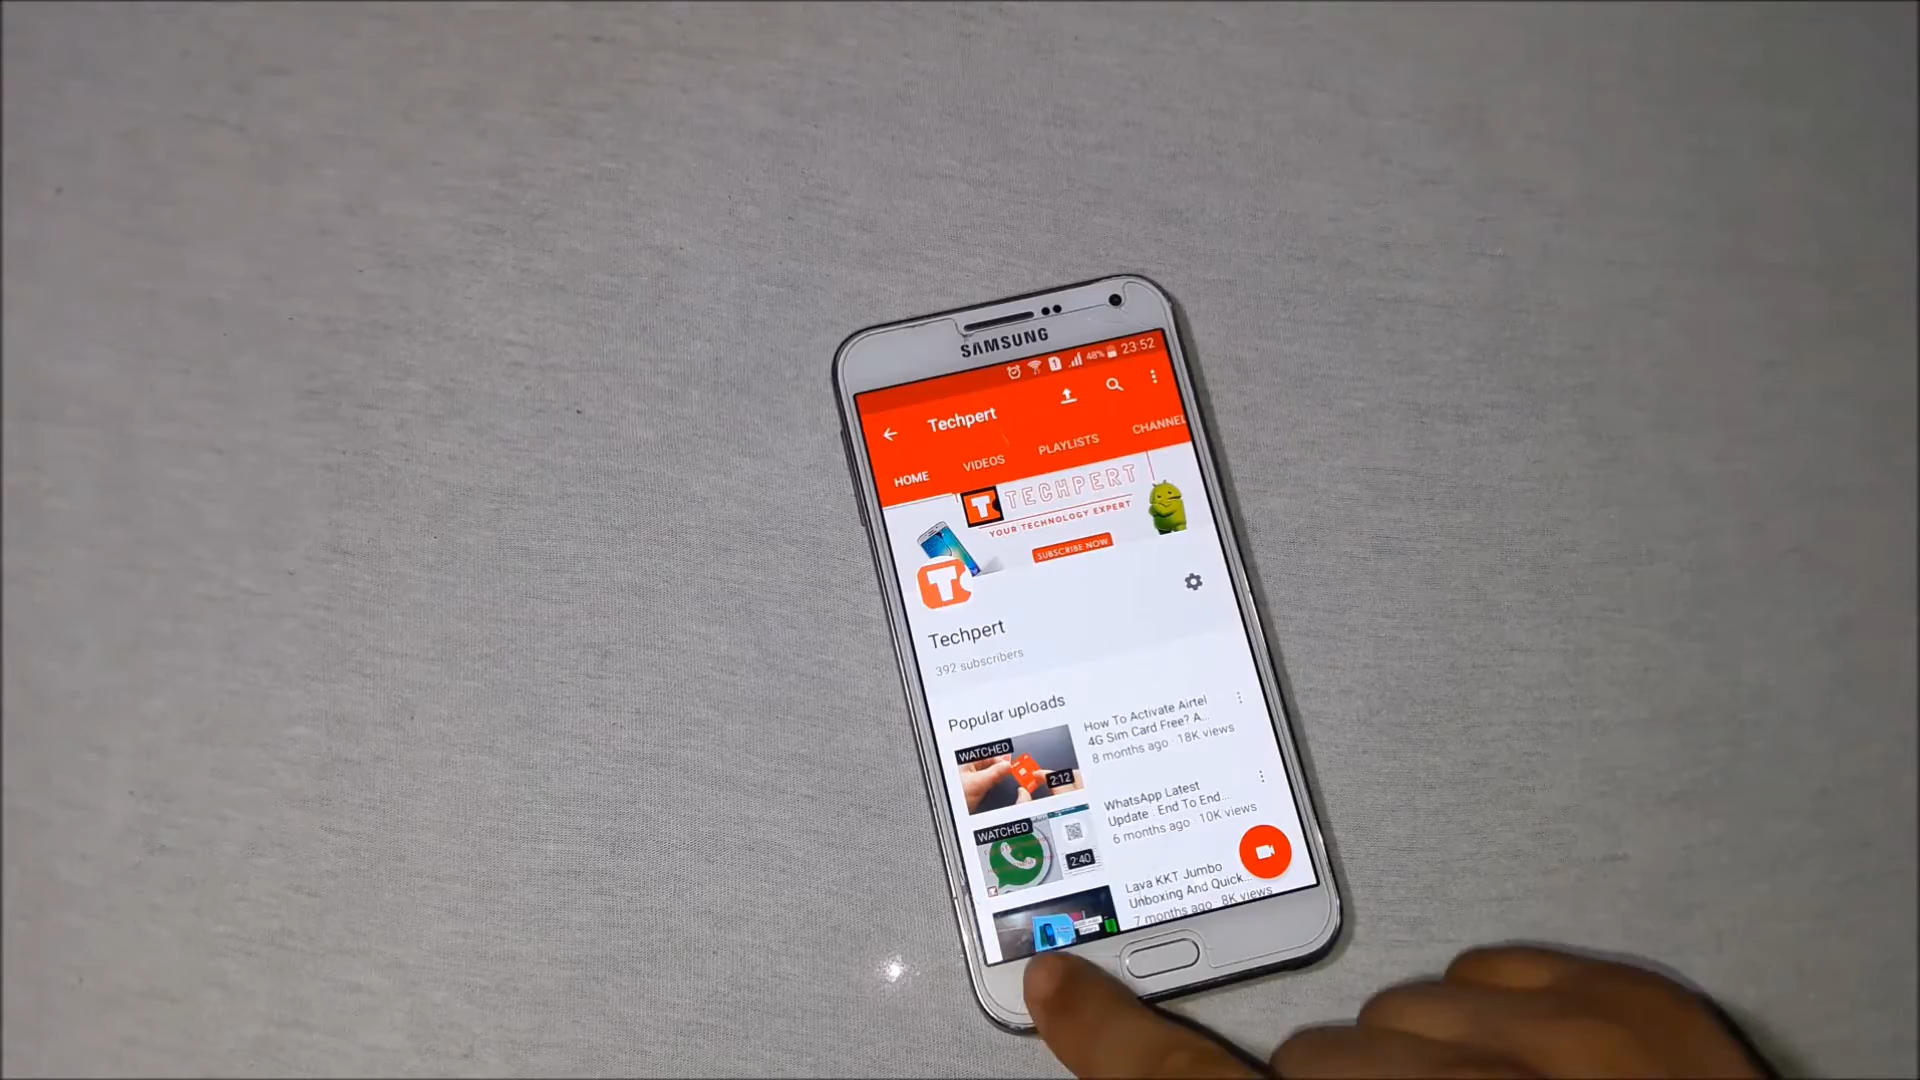 SAMSUNG
48% 23:52
Techpert
HOME VIDEOS PLAYLISTS CHANNEL
T TECHPERT
YOUR TECHNOLOGY EXPERT
SUBSCRIBE NOW
T
Techpert
392 subscribers
Popular uploads
WATCHED
2:12
How To Activate Airtel
4G Sim Card Free? A...
8 months ago · 18K views
WATCHED
2:40
WhatsApp Latest
Update : End To End...
6 months ago · 10K views
Lava KKT Jumbo
Unboxing And Quick...
7 months ago · 8K views